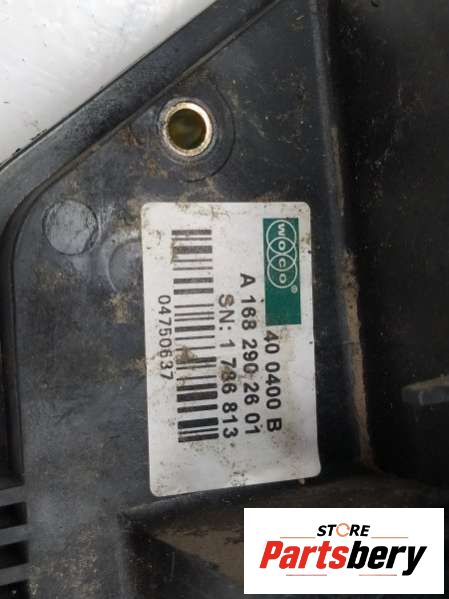 WOCO ®
40 0400 B
A 168 290 26 01
SN: 1 786 813
04750637
STORE
Partsbery